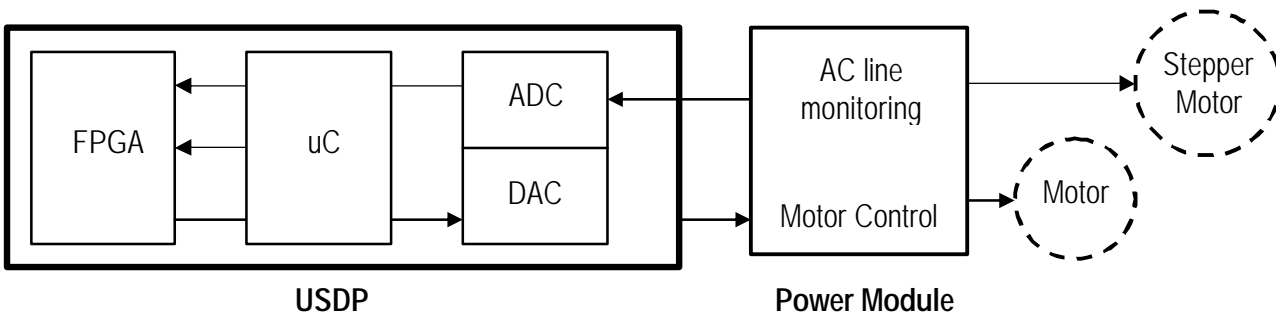 FPGA
uC
ADC
DAC
AC line
monitoring
Motor Control
Stepper
Motor
Motor
USDP
Power Module